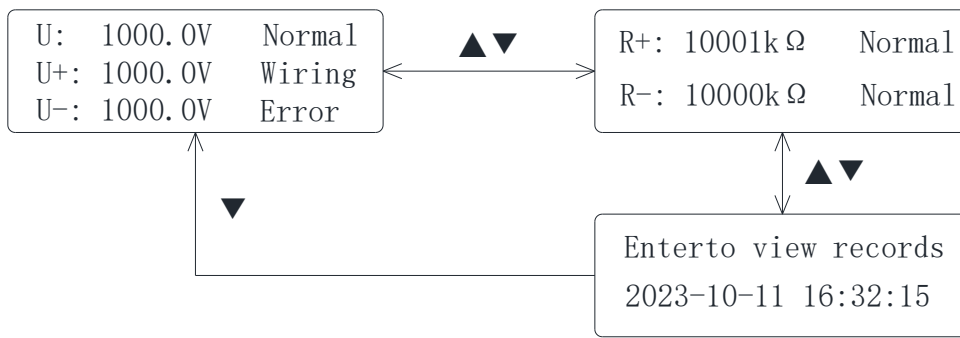 U: 1000.0V Normal
U+: 1000.0V Wiring
U-: 1000.0V Error
▲▼
R+: 10001kΩ Normal
R-: 10000kΩ Normal
▲▼
▼
Enterto view records
2023-10-11 16:32:15